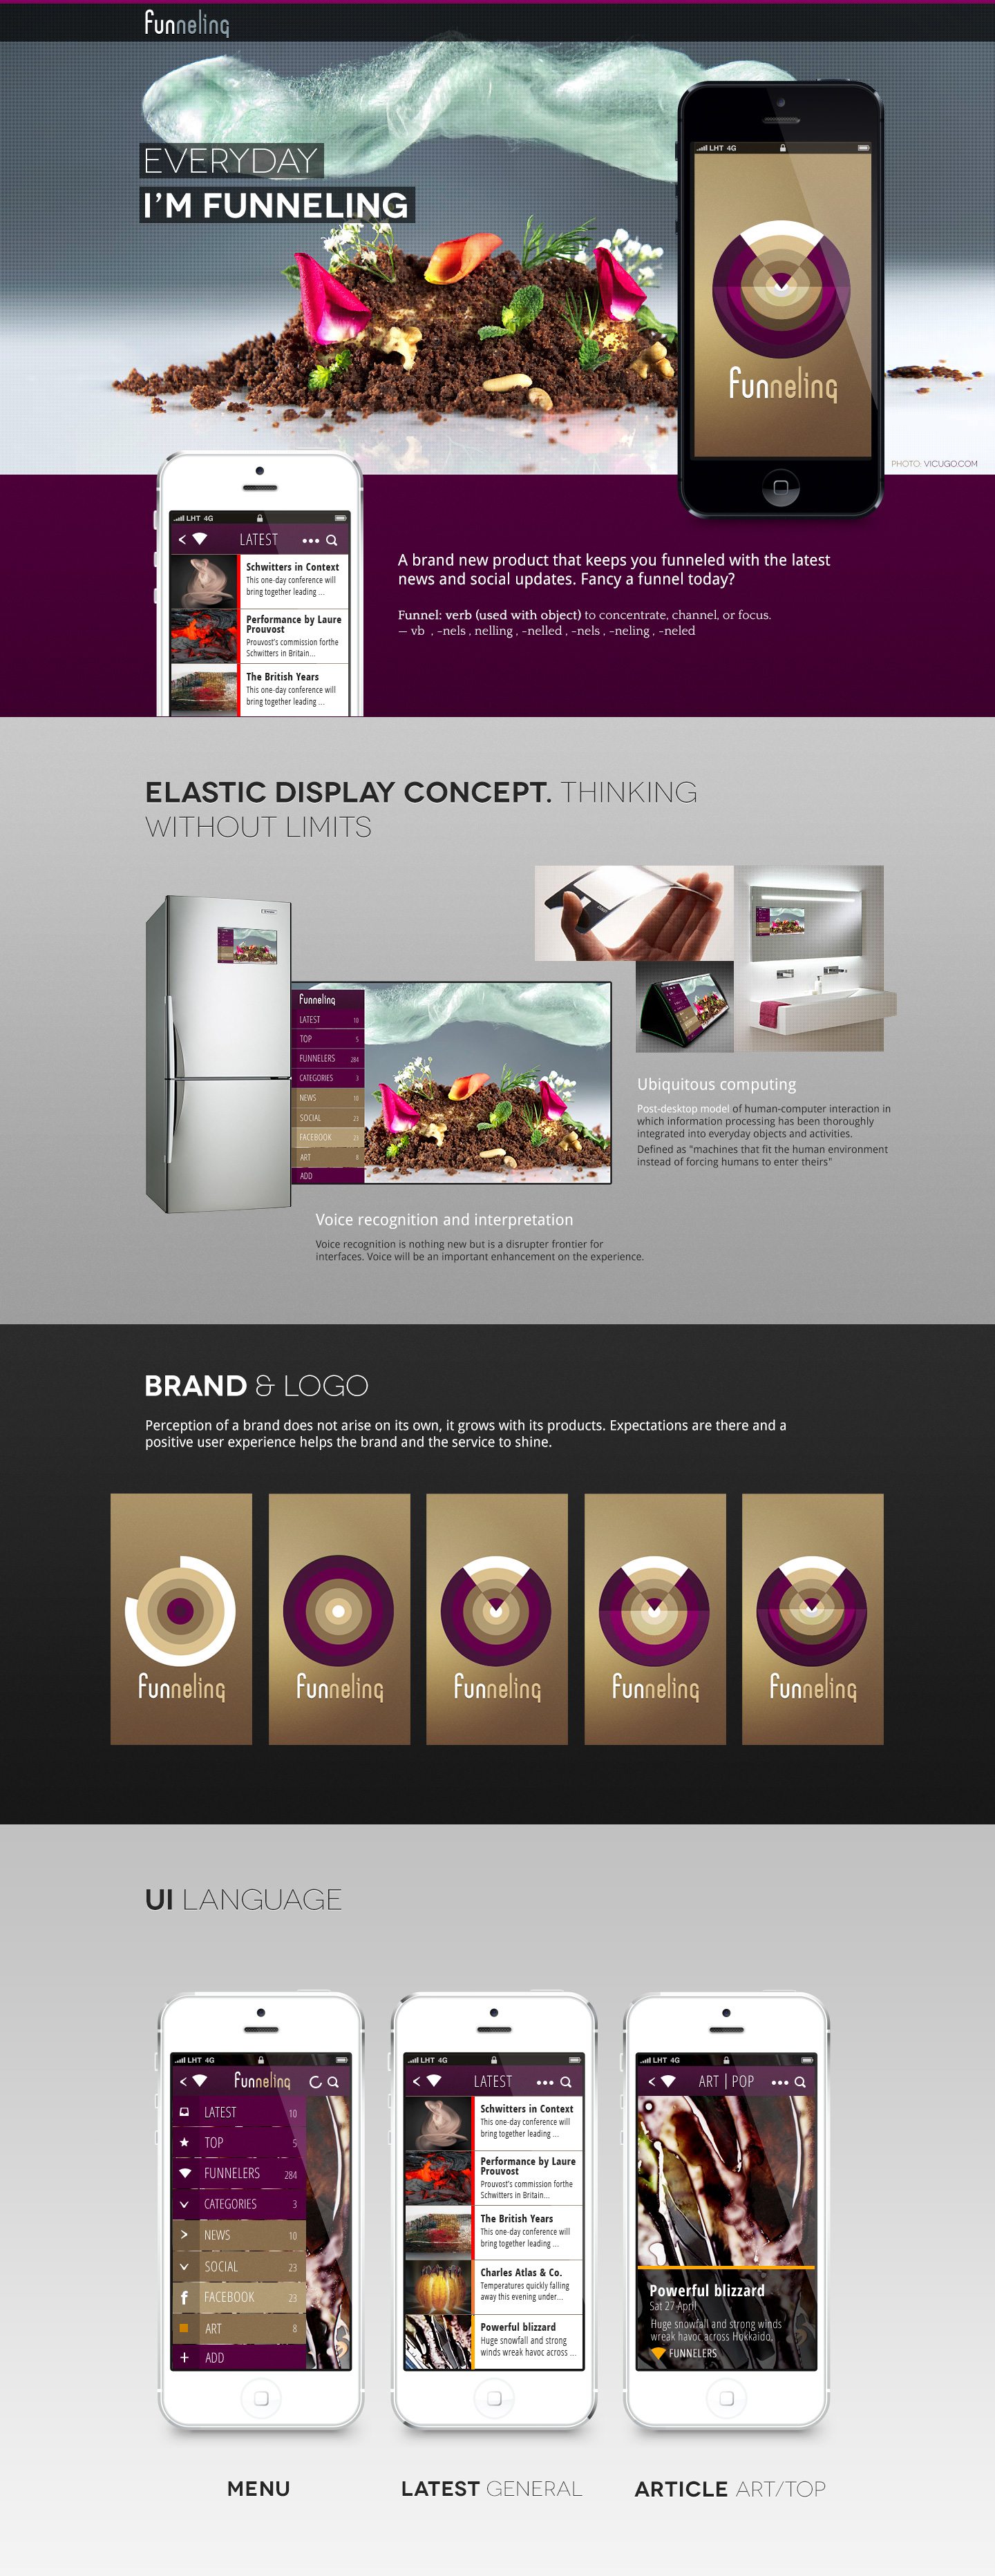 funneling
EVERYDAY
I'M FUNNELING
LHT 4G
funneling
PHOTO: VICUGO.COM
LHT 4G
LATEST
Schwitters in Context
This one-day conference will
bring together leading ...
Performance by Laure
Prouvost
Prouvost's commission forthe
Schwitters in Britain...
The British Years
This one-day conference will
bring together leading ...
A brand new product that keeps you funneled with the latest
news and social updates. Fancy a funnel today?
Funnel: verb (used with object) to concentrate, channel, or focus.
— vb , -nels , nelling , -nelled , -nels , -neling , -neled
ELASTIC DISPLAY CONCEPT. THINKING
WITHOUT LIMITS
funneling
LATEST 10
TOP 5
FUNNELERS 284
CATEGORIES 3
NEWS 10
SOCIAL 23
FACEBOOK 23
ART 8
ADD
Ubiquitous computing
Post-desktop model of human-computer interaction in
which information processing has been thoroughly
integrated into everyday objects and activities.
Defined as "machines that fit the human environment
instead of forcing humans to enter theirs"
Voice recognition and interpretation
Voice recognition is nothing new but is a disrupter frontier for
interfaces. Voice will be an important enhancement on the experience.
BRAND & LOGO
Perception of a brand does not arise on its own, it grows with its products. Expectations are there and a
positive user experience helps the brand and the service to shine.
funneling
funneling
funneling
funneling
funneling
UI LANGUAGE
LHT 4G
funneling
LATEST 10
TOP 5
FUNNELERS 284
CATEGORIES 3
NEWS 10
SOCIAL 23
FACEBOOK 23
ART 8
ADD
MENU
LHT 4G
LATEST
Schwitters in Context
This one-day conference will
bring together leading ...
Performance by Laure
Prouvost
Prouvost's commission forthe
Schwitters in Britain...
The British Years
This one-day conference will
bring together leading ...
Charles Atlas & Co.
Temperatures quickly falling
away this evening under...
Powerful blizzard
Huge snowfall and strong
winds wreak havoc across ...
LATEST GENERAL
LHT 4G
ART | POP
Powerful blizzard
Sat 27 April
Huge snowfall and strong winds
wreak havoc across Hokkaido,
FUNNELERS
ARTICLE ART/TOP